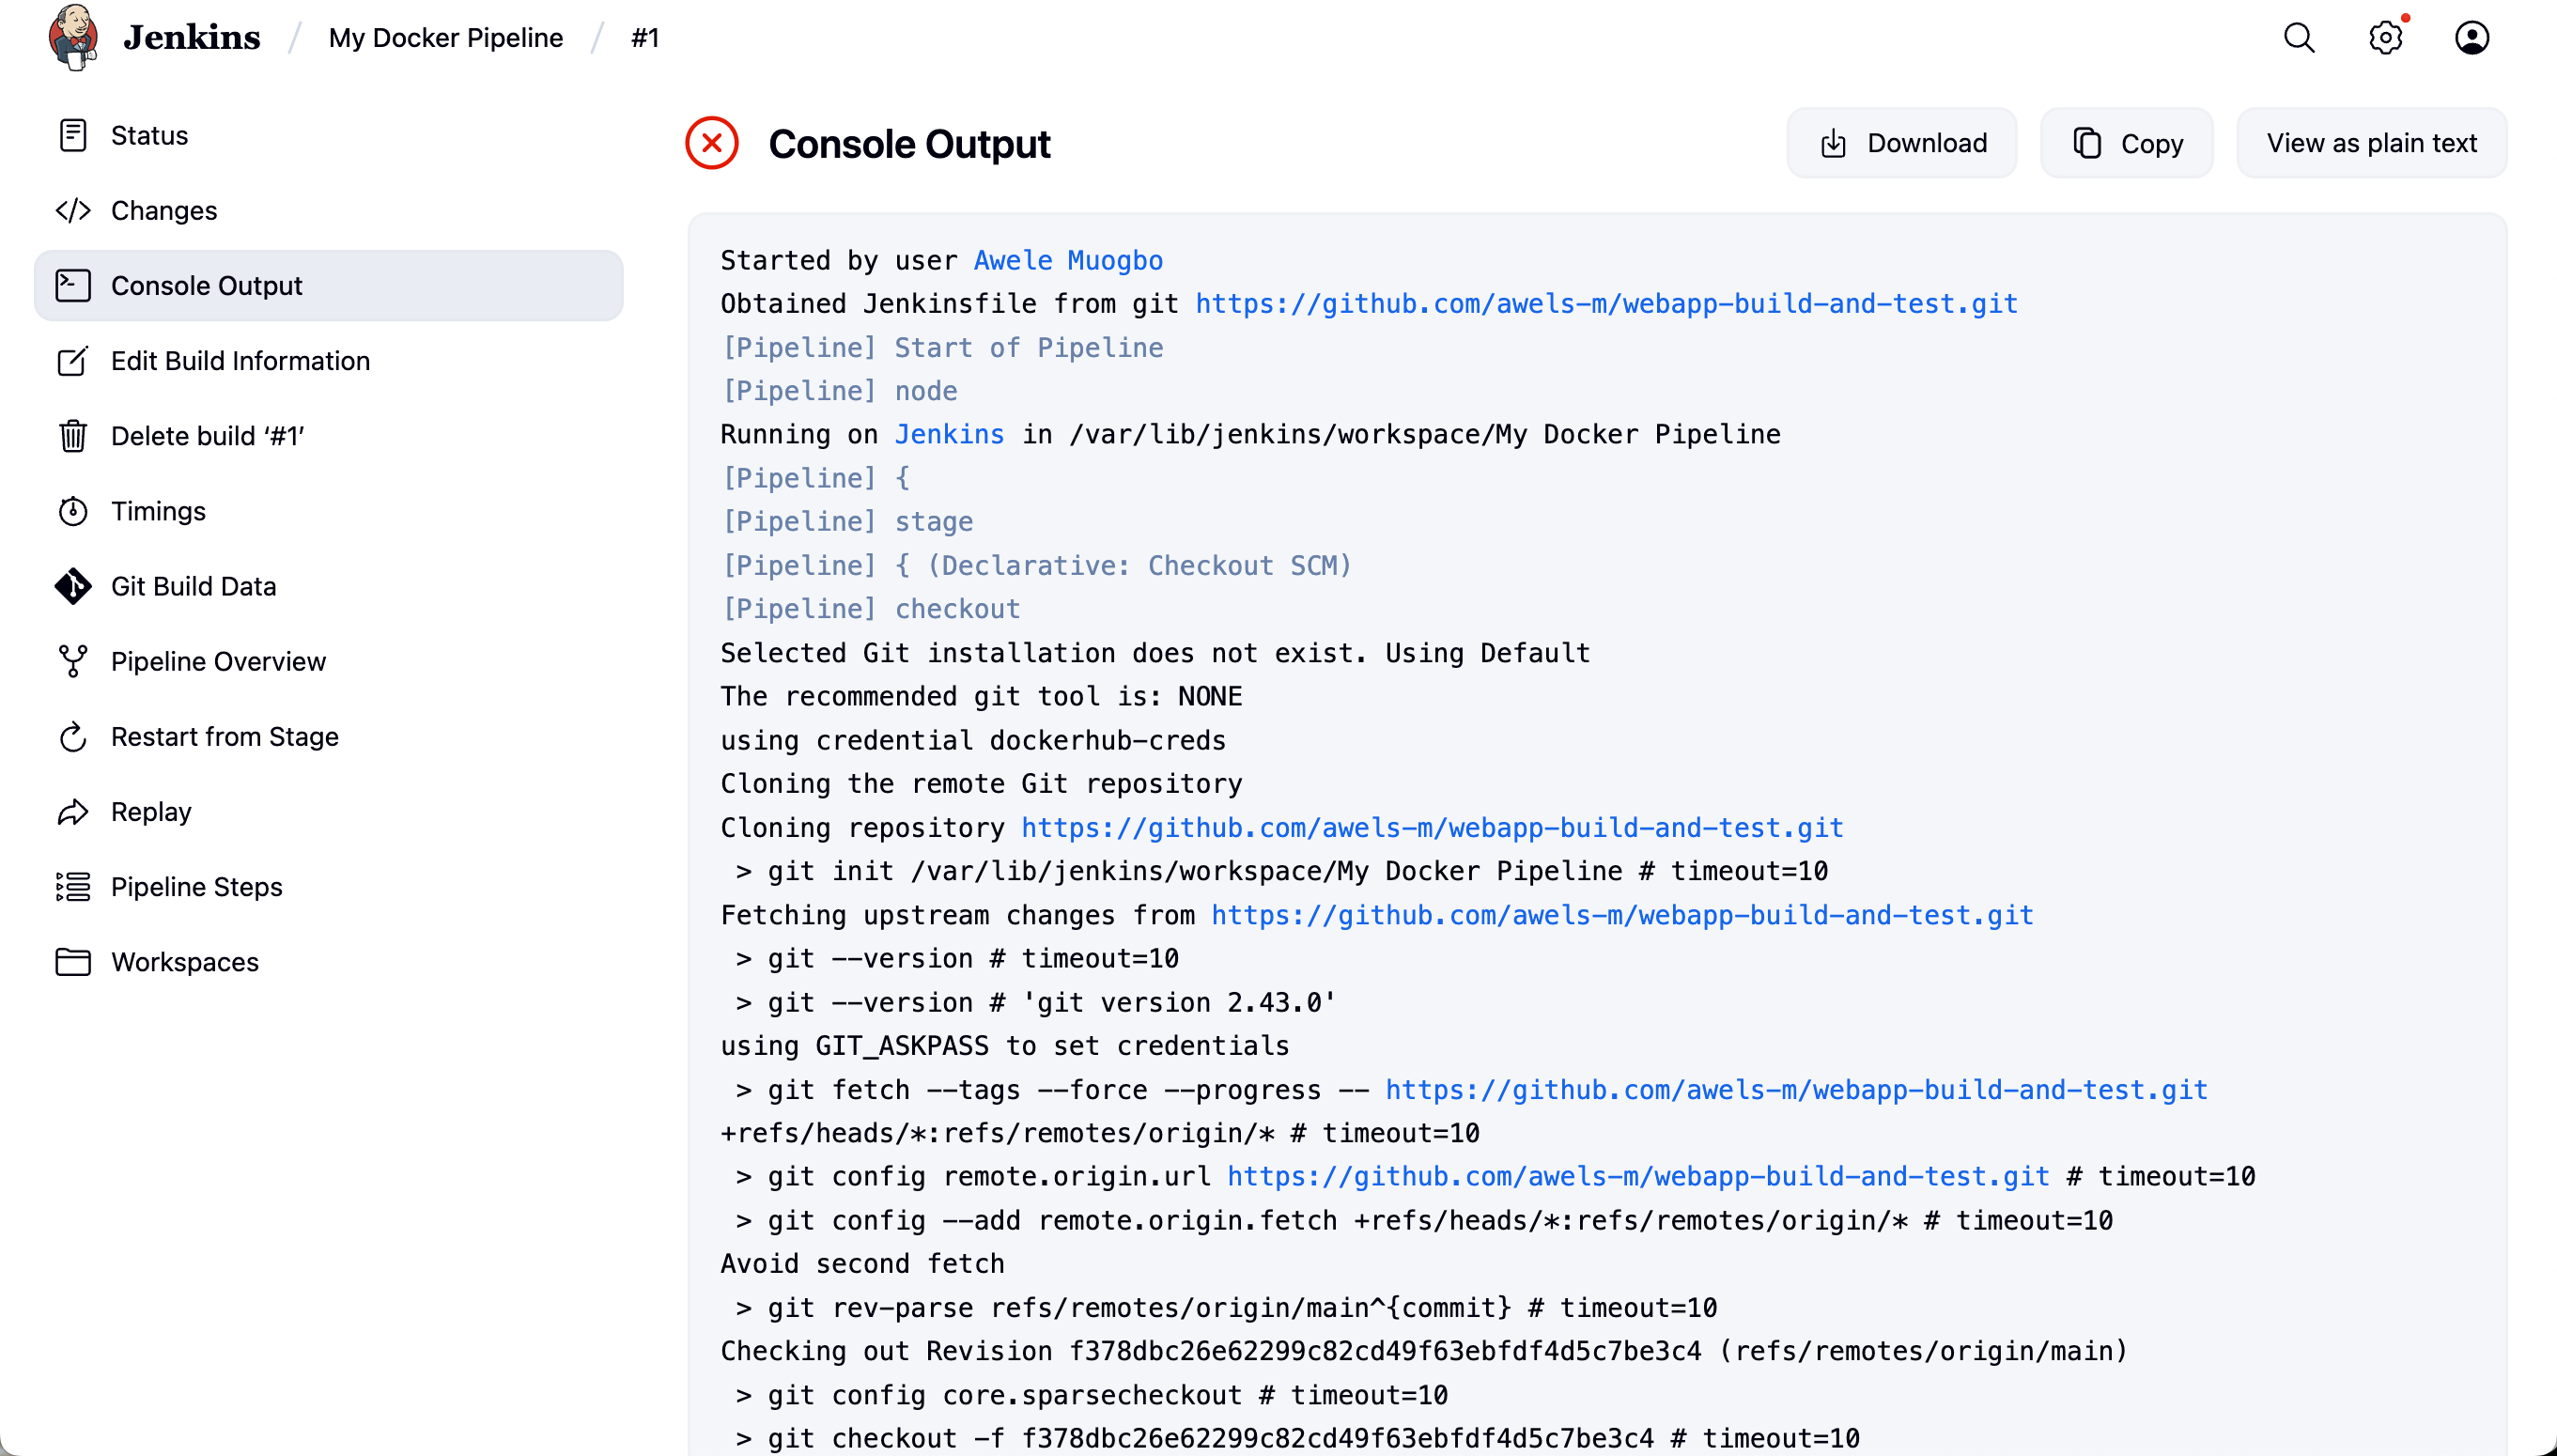 Jenkins / My Docker Pipeline / #1
Status
Changes
Console Output
Edit Build Information
Delete build ‘#1’
Timings
Git Build Data
Pipeline Overview
Restart from Stage
Replay
Pipeline Steps
Workspaces
Console Output
Download
Copy
View as plain text
Started by user Awele Muogbo
Obtained Jenkinsfile from git https://github.com/awels-m/webapp-build-and-test.git
[Pipeline] Start of Pipeline
[Pipeline] node
Running on Jenkins in /var/lib/jenkins/workspace/My Docker Pipeline
[Pipeline] {
[Pipeline] stage
[Pipeline] { (Declarative: Checkout SCM)
[Pipeline] checkout
Selected Git installation does not exist. Using Default
The recommended git tool is: NONE
using credential dockerhub-creds
Cloning the remote Git repository
Cloning repository https://github.com/awels-m/webapp-build-and-test.git
 > git init /var/lib/jenkins/workspace/My Docker Pipeline # timeout=10
Fetching upstream changes from https://github.com/awels-m/webapp-build-and-test.git
 > git --version # timeout=10
 > git --version # 'git version 2.43.0'
using GIT_ASKPASS to set credentials
 > git fetch --tags --force --progress -- https://github.com/awels-m/webapp-build-and-test.git
+refs/heads/*:refs/remotes/origin/* # timeout=10
 > git config remote.origin.url https://github.com/awels-m/webapp-build-and-test.git # timeout=10
 > git config --add remote.origin.fetch +refs/heads/*:refs/remotes/origin/* # timeout=10
Avoid second fetch
 > git rev-parse refs/remotes/origin/main^{commit} # timeout=10
Checking out Revision f378dbc26e62299c82cd49f63ebfdf4d5c7be3c4 (refs/remotes/origin/main)
 > git config core.sparsecheckout # timeout=10
 > git checkout -f f378dbc26e62299c82cd49f63ebfdf4d5c7be3c4 # timeout=10